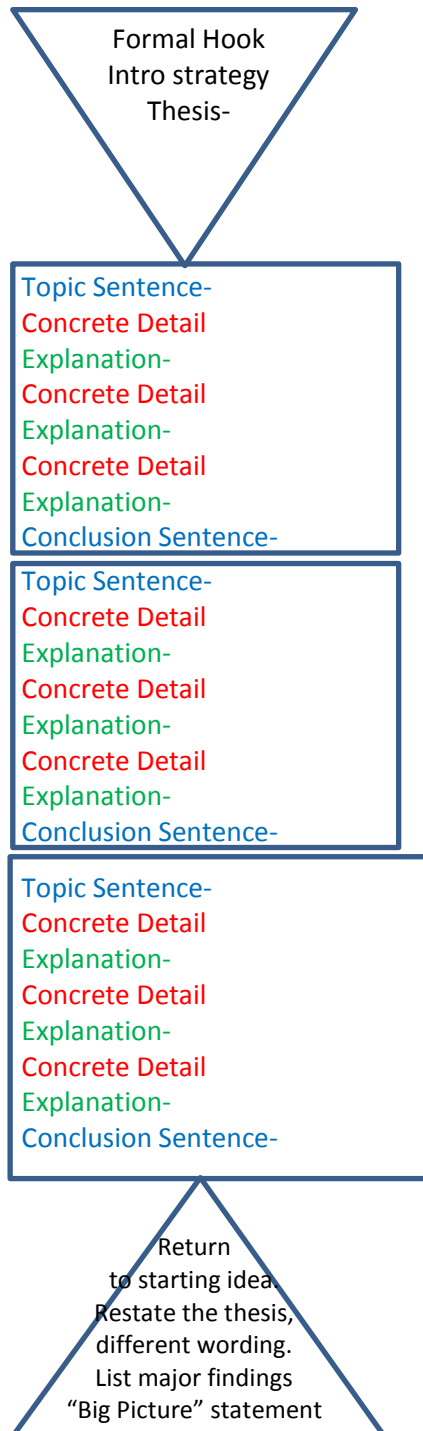 Formal Hook
Intro strategy
Thesis-
Topic Sentence-
Concrete Detail
Explanation-
Concrete Detail
Explanation-
Concrete Detail
Explanation-
Conclusion Sentence-
Topic Sentence-
Concrete Detail
Explanation-
Concrete Detail
Explanation-
Concrete Detail
Explanation-
Conclusion Sentence-
Topic Sentence-
Concrete Detail
Explanation-
Concrete Detail
Explanation-
Concrete Detail
Explanation-
Conclusion Sentence-
Return
to starting idea.
Restate the thesis,
different wording.
List major findings
“Big Picture” statement